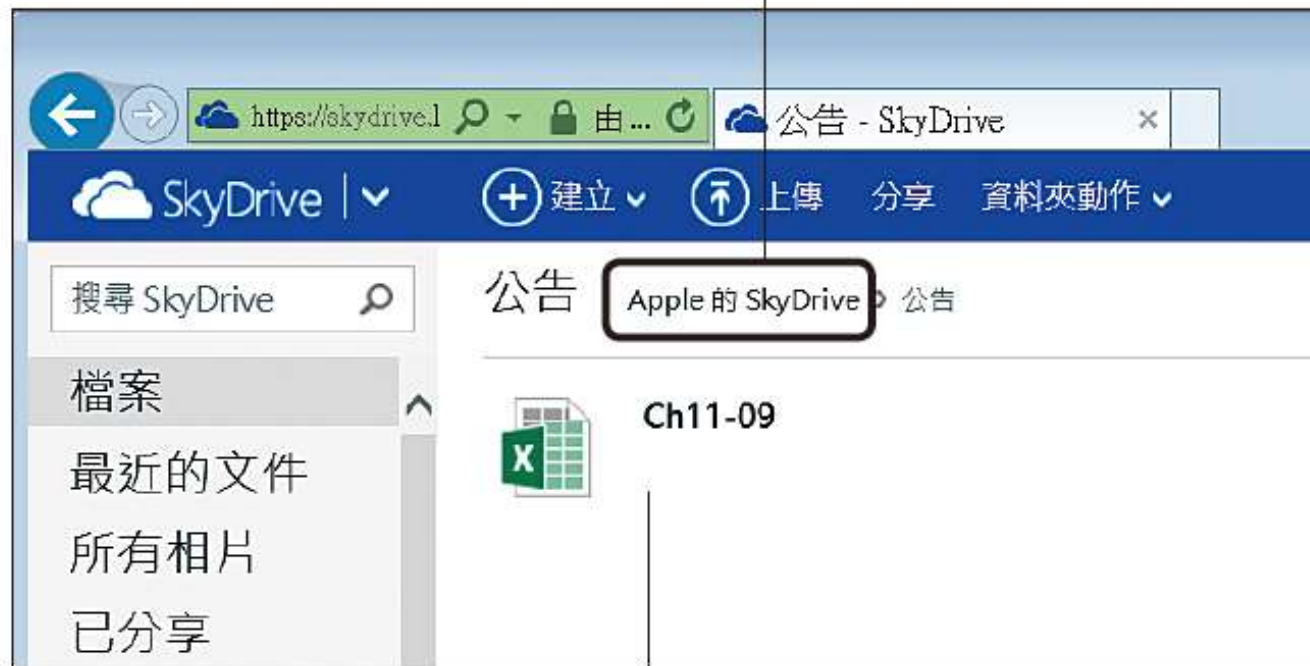 https://skydrive.l 由... 公告 - SkyDrive
SkyDrive 建立 上傳 分享 資料夾動作
搜尋 SkyDrive 公告 Apple 的 SkyDrive > 公告
檔案
Ch11-09
最近的文件
所有相片
已分享